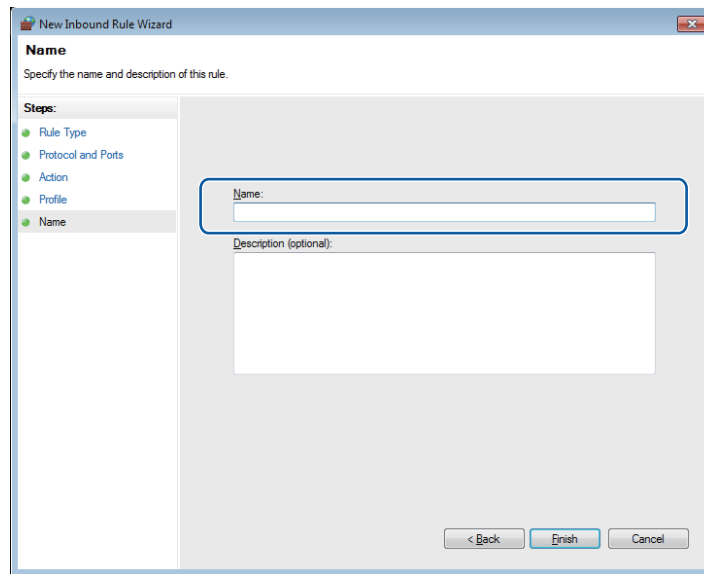 New Inbound Rule Wizard
Name
Specify the name and description of this rule.
Steps:
Rule Type
Protocol and Ports
Action
Profile
Name
Name:
Description (optional):
< Back
Finish
Cancel